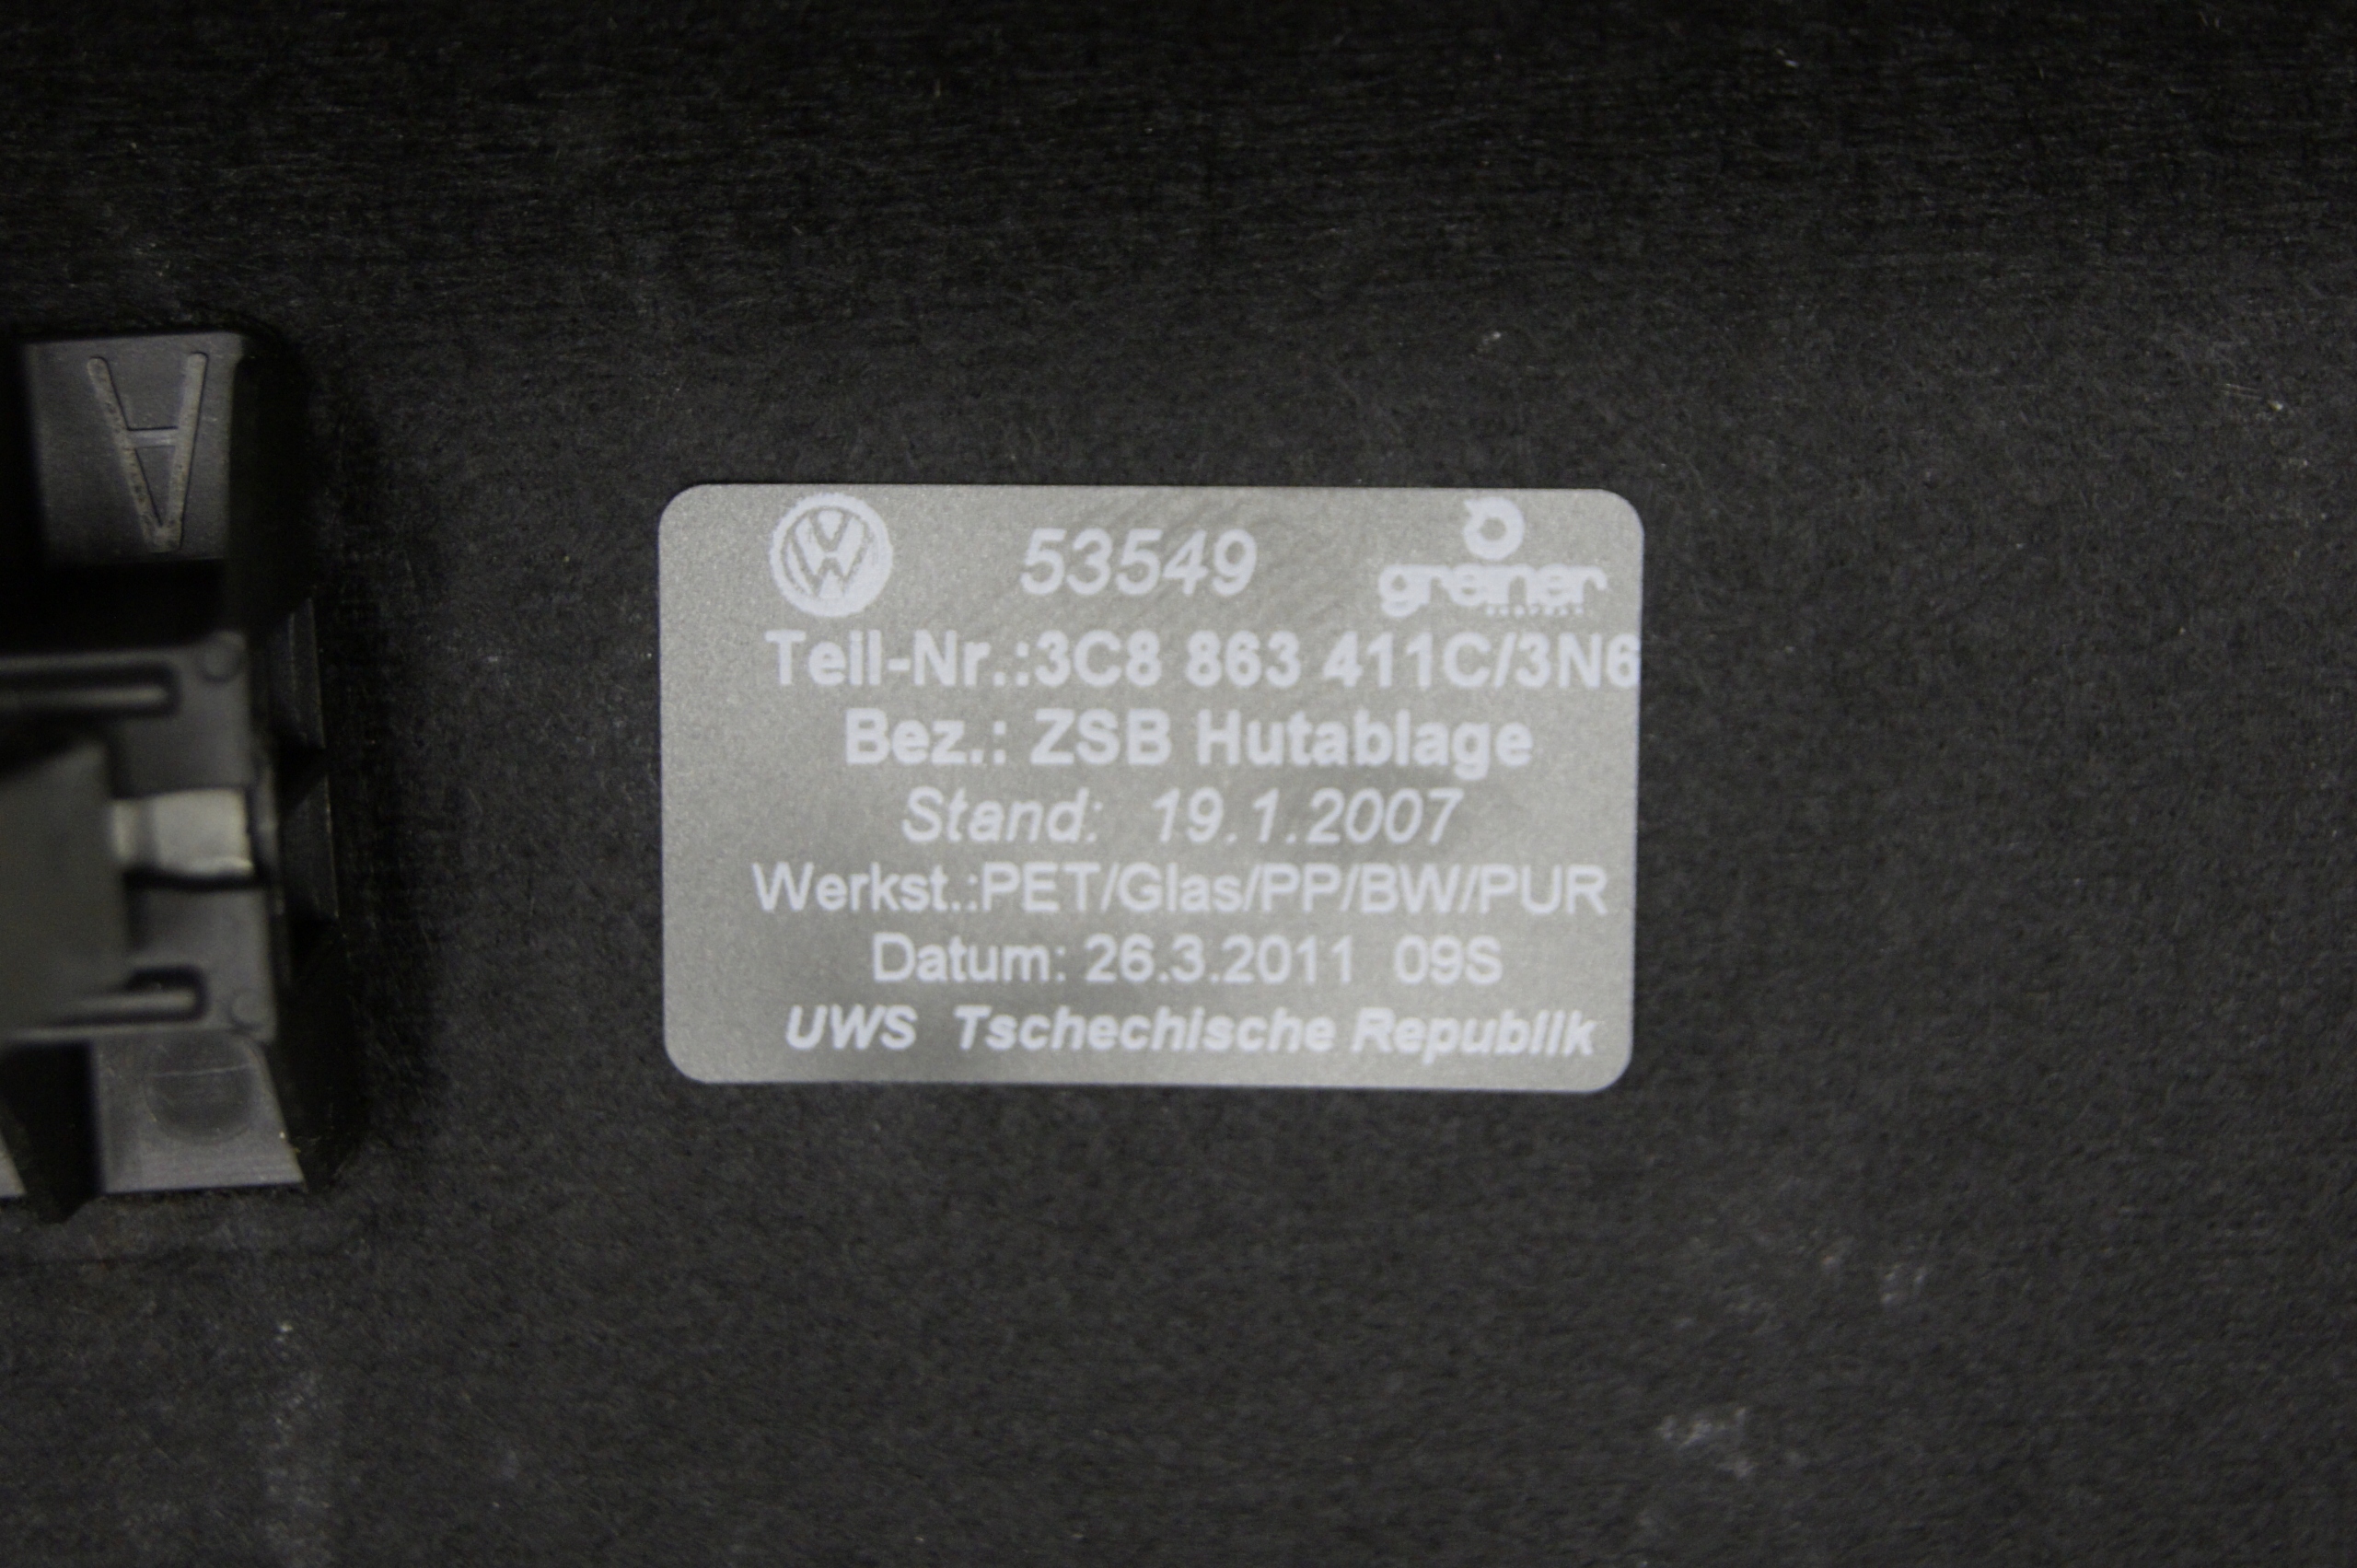 A
53549 greiner
Teil-Nr.:3C8 863 411C/3N6
Bez.: ZSB Hutablage
Stand: 19.1.2007
Werkst.:PET/Glas/PP/BW/PUR
Datum: 26.3.2011 09S
UWS Tschechische Republik